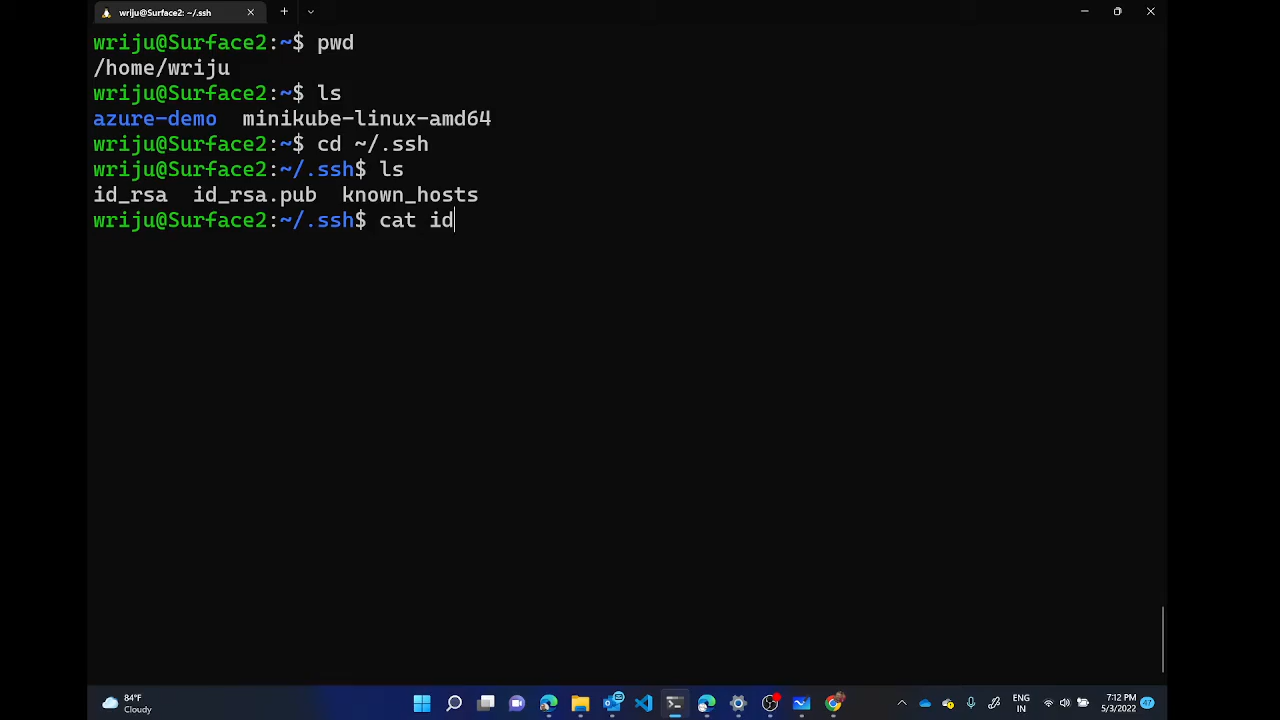 wriju@Surface2: ~/.ssh
wriju@Surface2:~$ pwd
/home/wriju
wriju@Surface2:~$ ls
azure-demo  minikube-linux-amd64
wriju@Surface2:~$ cd ~/.ssh
wriju@Surface2:~/.ssh$ ls
id_rsa  id_rsa.pub  known_hosts
wriju@Surface2:~/.ssh$ cat id
84°F
Cloudy
ENG
IN
7:12 PM
5/3/2022
47